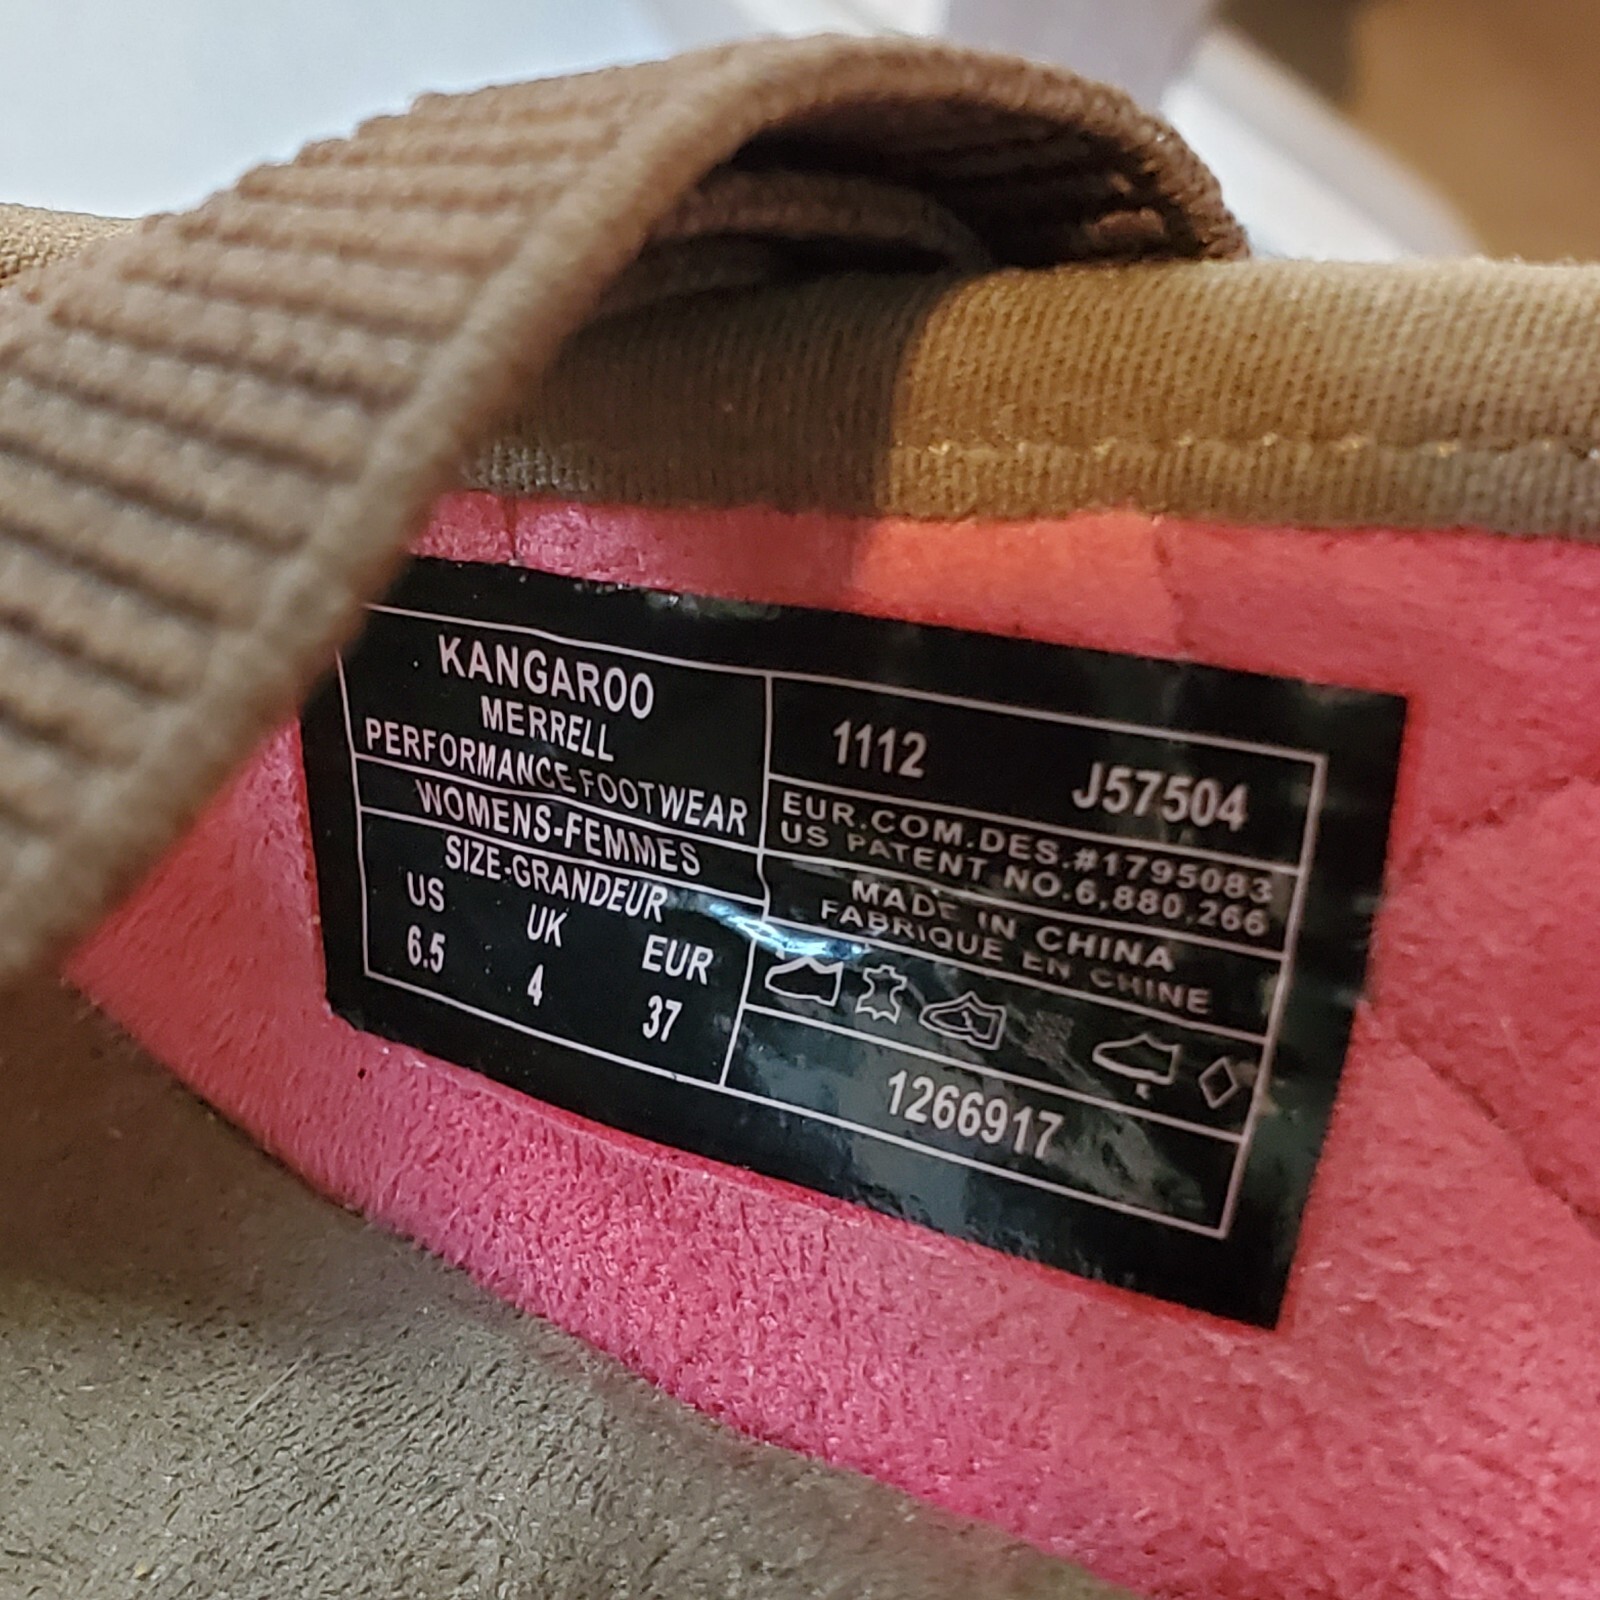 KANGAROO
MERRELL
PERFORMANCE FOOTWEAR
WOMENS-FEMMES
SIZE-GRANDEUR
US UK EUR
6.5 4 37
1112 J57504
EUR.COM.DES.#1795083
US PATENT NO.6,880,266
MADE IN CHINA
FABRIQUE EN CHINE
1266917